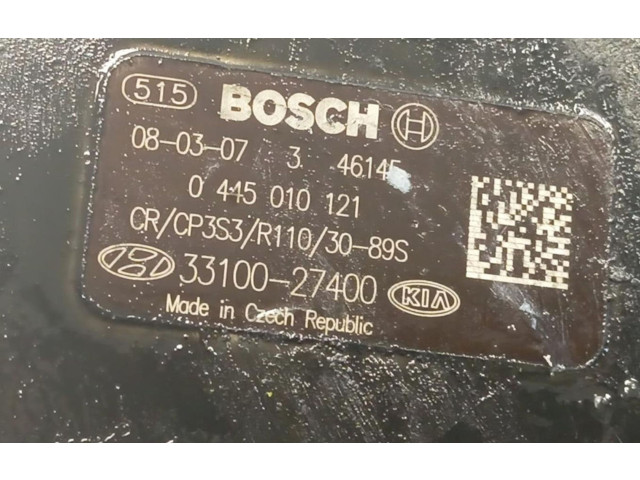 515 BOSCH
08-03-07 3 46145
0 445 010 121
CR/CP3S3/R110/30-89S
33100-27400 KIA
Made in Czech Republic